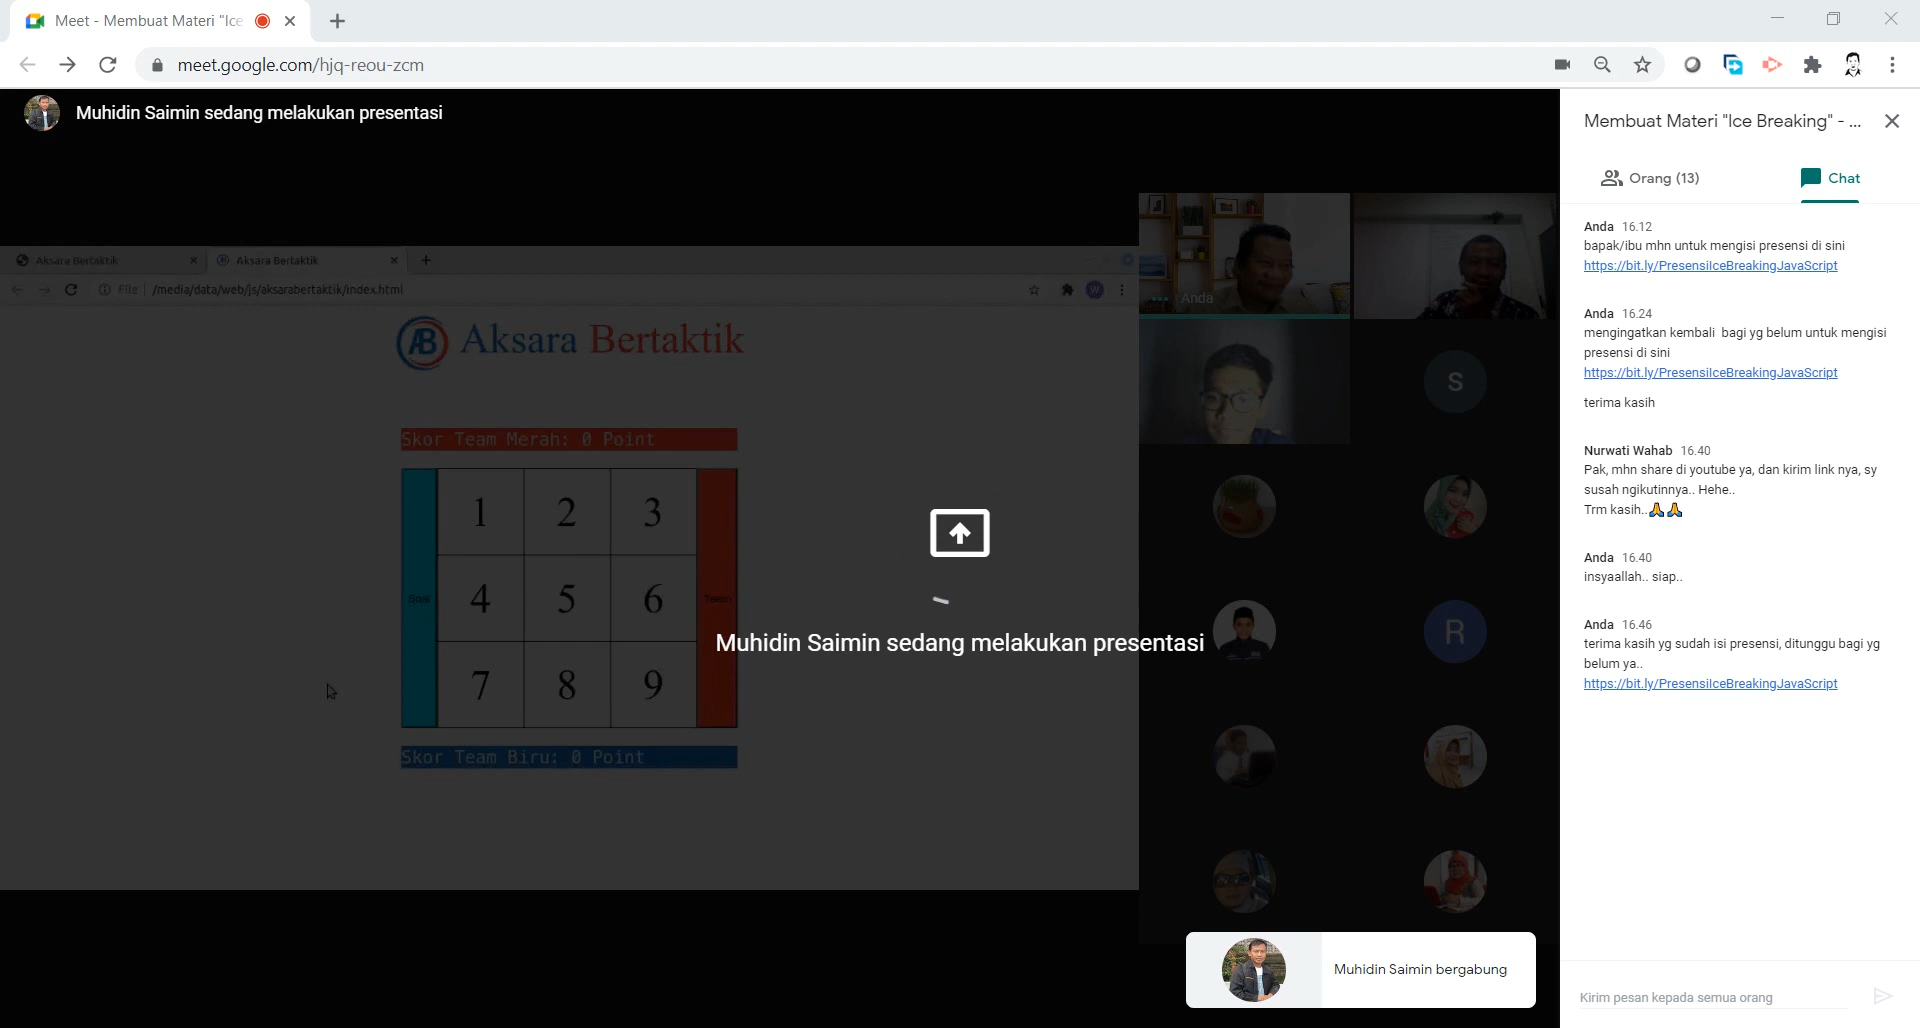 Meet - Membuat Materi "Ice
meet.google.com/hjq-reou-zcm
Muhidin Saimin sedang melakukan presentasi
Aksara Bertaktik
Aksara Bertaktik
File /media/data/web/js/aksarabertaktik/index.html
W
AB Aksara Bertaktik
Skor Team Merah: 0 Point
1 2 3
Soal 4 5 6
7 8 9
Skor Team Biru: 0 Point
Muhidin Saimin sedang melakukan presentasi
Anda
S
R
Muhidin Saimin bergabung
Membuat Materi "Ice Breaking" - ...
Orang (13)
Chat
Anda 16.12
bapak/ibu mhn untuk mengisi presensi di sini
https://bit.ly/PresensiIceBreakingJavaScript
Anda 16.24
mengingatkan kembali bagi yg belum untuk mengisi
presensi di sini
https://bit.ly/PresensiIceBreakingJavaScript
terima kasih
Nurwati Wahab 16.40
Pak, mhn share di youtube ya, dan kirim link nya, sy
susah ngikutinnya.. Hehe..
Trm kasih..🙏🙏
Anda 16.40
insyaallah.. siap..
Anda 16.46
terima kasih yg sudah isi presensi, ditunggu bagi yg
belum ya..
https://bit.ly/PresensiIceBreakingJavaScript
Kirim pesan kepada semua orang